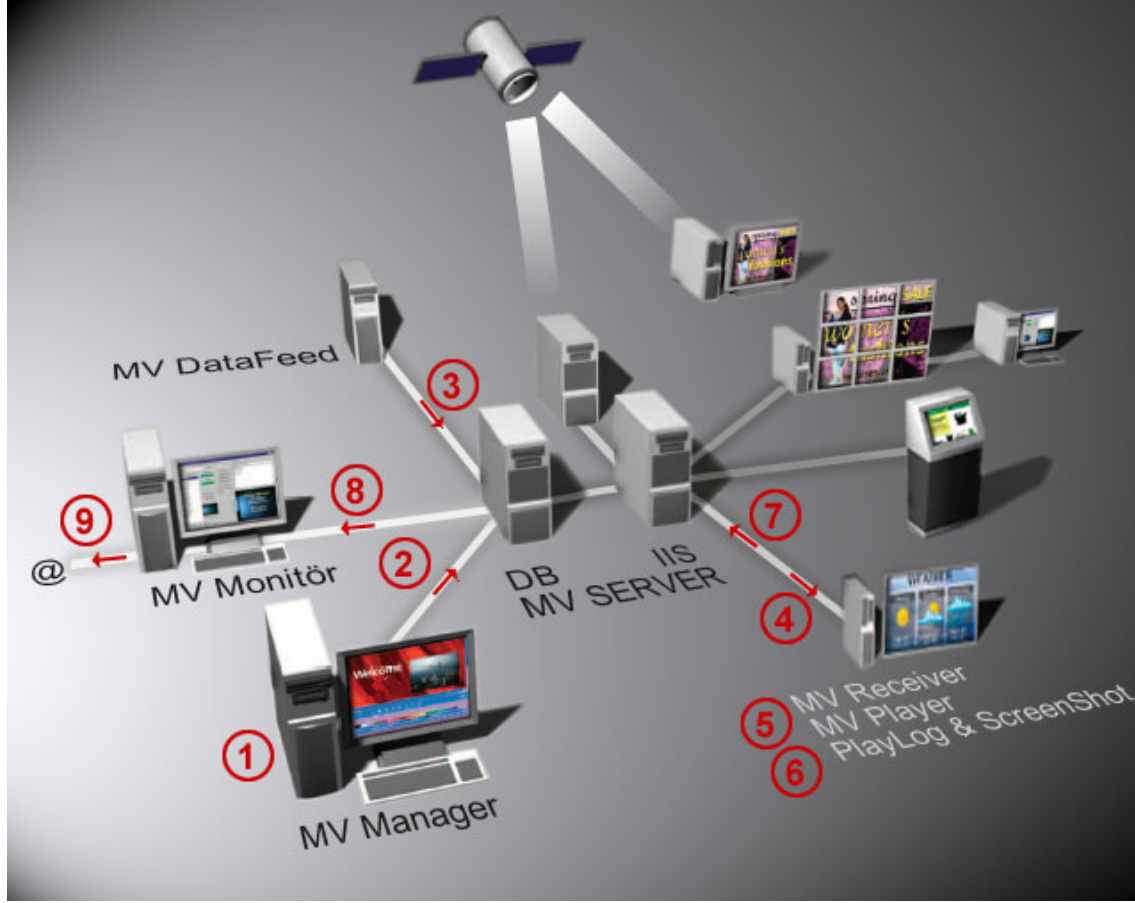 SALE
WEATHER
MV DataFeed
3
9
8
7
@
MV Monitör
2
DB
IIS
MV SERVER
4
Welcome
1
5
MV Receiver
MV Player
6
PlayLog & ScreenShot
MV Manager